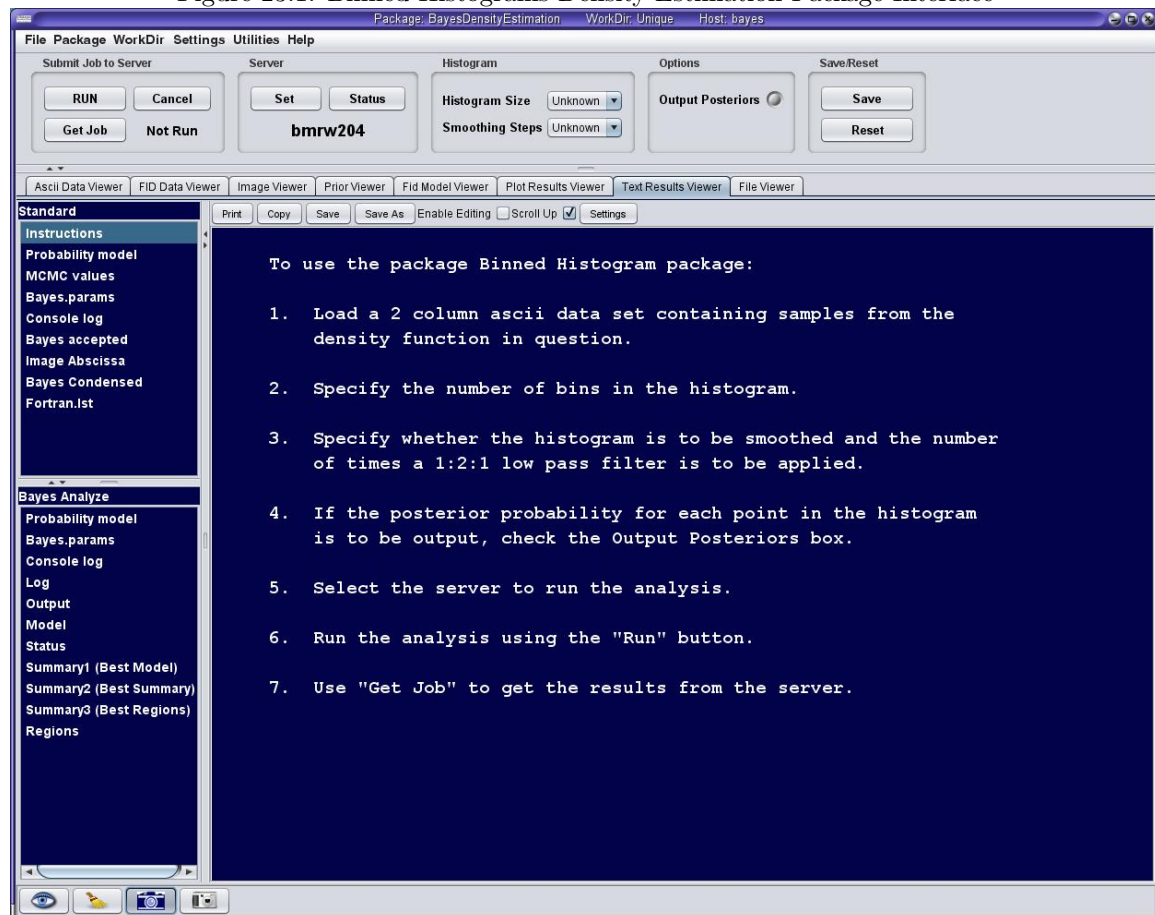 Figure 18.1: Binned Histograms Density Estimation Package Interface
Package: BayesDensityEstimation WorkDir: Unique Host: bayes
File Package WorkDir Settings Utilities Help
Submit Job to Server Server Histogram Options Save/Reset
RUN Cancel Set Status Histogram Size Unknown Output Posteriors Save
Get Job Not Run bmrw204 Smoothing Steps Unknown Reset
Ascii Data Viewer FID Data Viewer Image Viewer Prior Viewer Fid Model Viewer Plot Results Viewer Text Results Viewer File Viewer
Standard
Instructions
Probability model
MCMC values
Bayes.params
Console log
Bayes accepted
Image Abscissa
Bayes Condensed
Fortran.lst
Bayes Analyze
Probability model
Bayes.params
Console log
Log
Output
Model
Status
Summary1 (Best Model)
Summary2 (Best Summary)
Summary3 (Best Regions)
Regions
Print Copy Save Save As Enable Editing Scroll Up Settings
To use the package Binned Histogram package:
1. Load a 2 column ascii data set containing samples from the
density function in question.
2. Specify the number of bins in the histogram.
3. Specify whether the histogram is to be smoothed and the number
of times a 1:2:1 low pass filter is to be applied.
4. If the posterior probability for each point in the histogram
is to be output, check the Output Posteriors box.
5. Select the server to run the analysis.
6. Run the analysis using the "Run" button.
7. Use "Get Job" to get the results from the server.